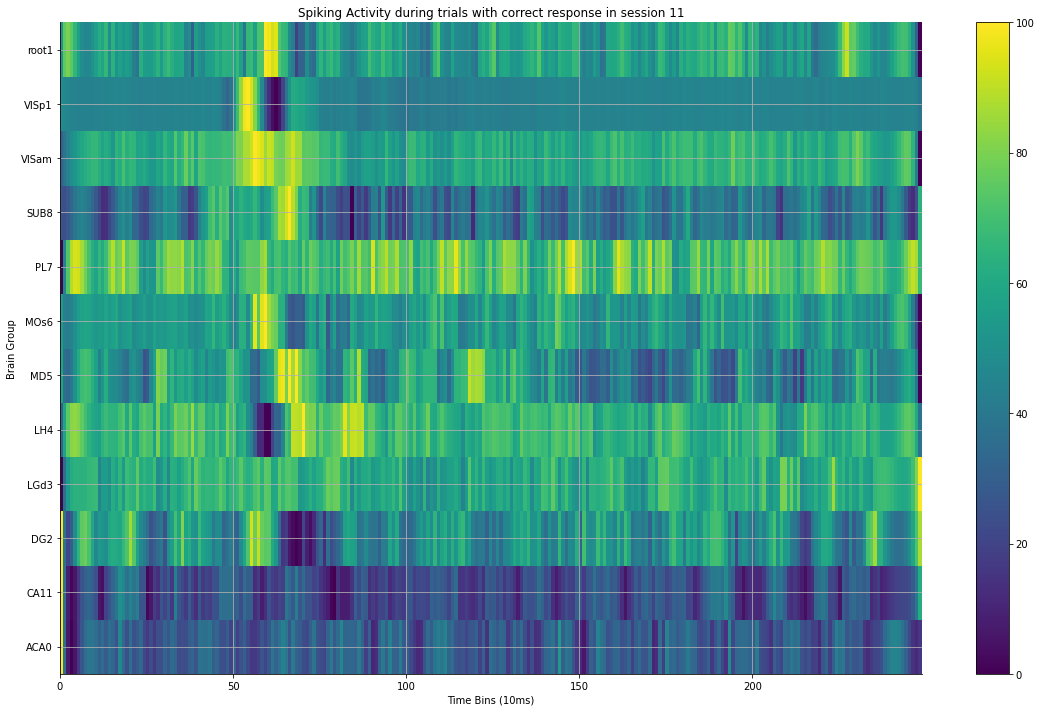 Spiking Activity during trials with correct response in session 11
root1
VISp1
VISam
SUB8
PL7
MOs6
MD5
LH4
LGd3
DG2
CA11
ACA0
Brain Group
0
50
100
150
200
Time Bins (10ms)
100
80
60
40
20
0